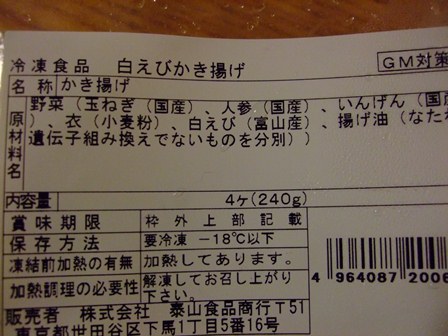 冷凍食品 白えびかき揚げ
GM対策
名称 かき揚げ
原材料名
野菜(玉ねぎ(国産)、人参(国産)、いんげん(国
)、衣(小麦粉)、白えび(富山産)、揚げ油(なた
遺伝子組み換えでないものを分別))
内容量 4ヶ(240g)
賞味期限 枠外上部記載
保存方法 要冷凍 -18℃以下
凍結前加熱の有無 加熱してあります。
加熱調理の必要性 解凍してお召し上がり下さい。
4 964087 2006
販売者 株式会社 泰山食品商行T51
東京都世田谷区下馬1丁目5番16号